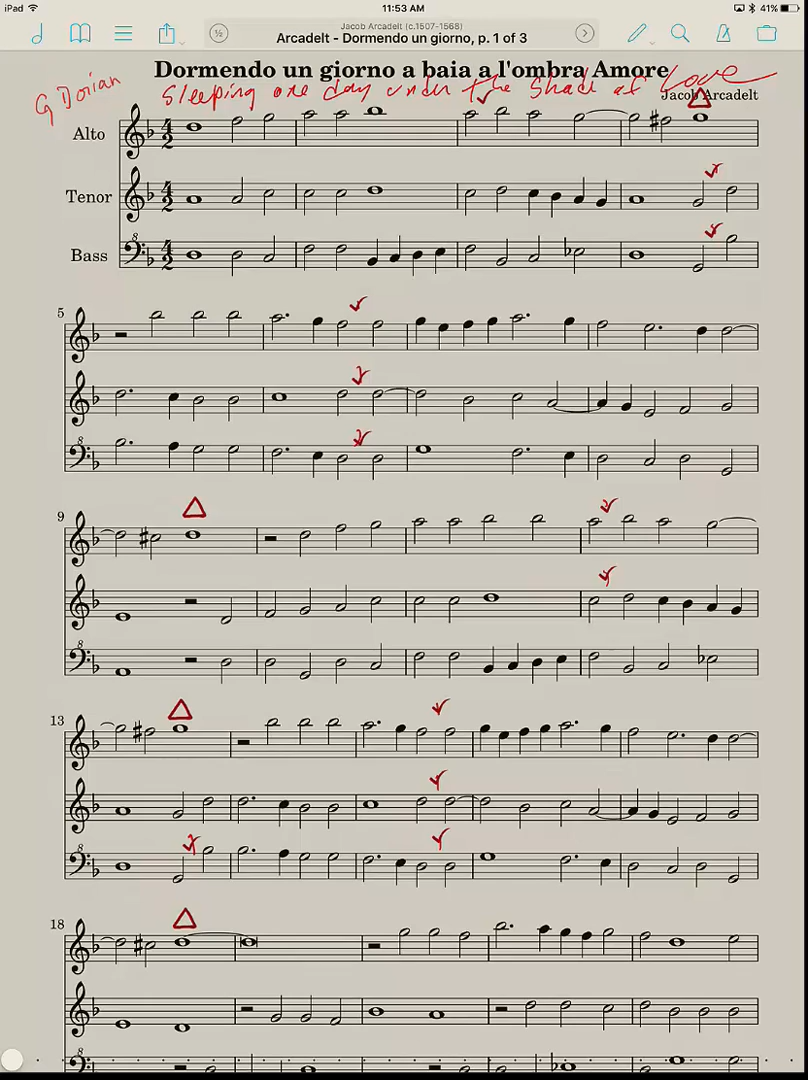 iPad 11:53 AM 41%
Jacob Arcadelt (c.1507-1568)
½ Arcadelt - Dormendo un giorno, p. 1 of 3
Dormendo un giorno a baia a l'ombra Amore
G Dorian Sleeping one day under the shade of Love
Jacob Arcadelt
Alto
Tenor
Bass
5
9
13
18